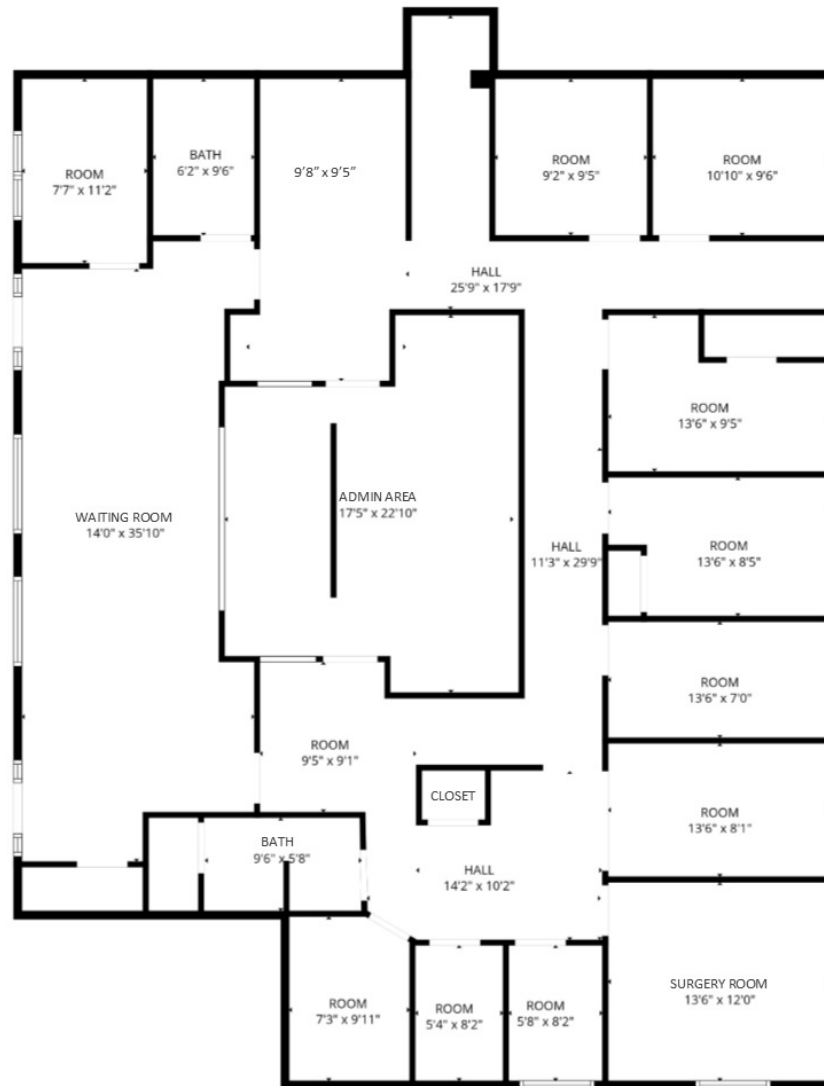 ROOM
7'7" x 11'2"
BATH
6'2" x 9'6"
9'8" x 9'5"
ROOM
9'2" x 9'5"
ROOM
10'10" x 9'6"
HALL
25'9" x 17'9"
ROOM
13'6" x 9'5"
WAITING ROOM
14'0" x 35'10"
ADMIN AREA
17'5" x 22'10"
HALL
11'3" x 29'9"
ROOM
13'6" x 8'5"
ROOM
13'6" x 7'0"
ROOM
9'5" x 9'1"
CLOSET
ROOM
13'6" x 8'1"
BATH
9'6" x 5'8"
HALL
14'2" x 10'2"
SURGERY ROOM
13'6" x 12'0"
ROOM
7'3" x 9'11"
ROOM
5'4" x 8'2"
ROOM
5'8" x 8'2"